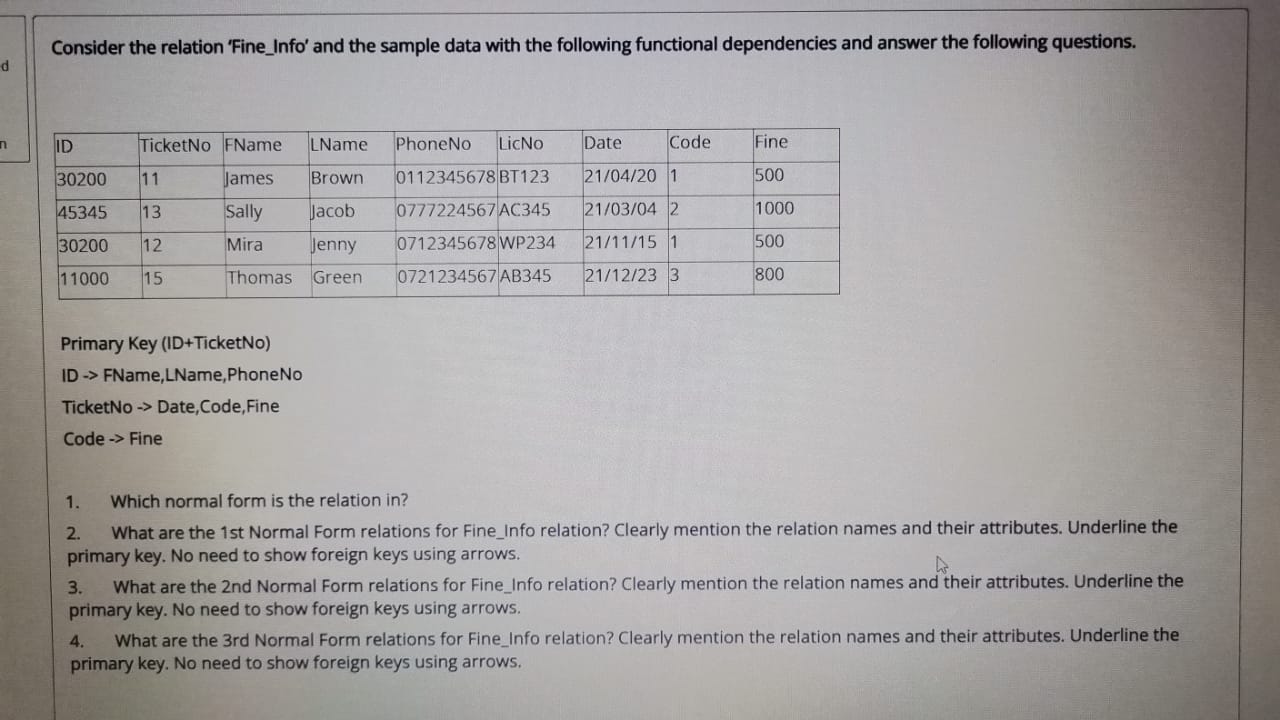 Consider the relation ‘Fine_Info’ and the sample data with the following functional dependencies and answer the following questions.
d
n
ID TicketNo FName LName PhoneNo LicNo Date Code Fine
30200 11 James Brown 0112345678 BT123 21/04/20 1 500
45345 13 Sally Jacob 0777224567 AC345 21/03/04 2 1000
30200 12 Mira Jenny 0712345678 WP234 21/11/15 1 500
11000 15 Thomas Green 0721234567 AB345 21/12/23 3 800
Primary Key (ID+TicketNo)
ID -> FName,LName,PhoneNo
TicketNo -> Date,Code,Fine
Code -> Fine
1. Which normal form is the relation in?
2. What are the 1st Normal Form relations for Fine_Info relation? Clearly mention the relation names and their attributes. Underline the
primary key. No need to show foreign keys using arrows.
3. What are the 2nd Normal Form relations for Fine_Info relation? Clearly mention the relation names and their attributes. Underline the
primary key. No need to show foreign keys using arrows.
4. What are the 3rd Normal Form relations for Fine_Info relation? Clearly mention the relation names and their attributes. Underline the
primary key. No need to show foreign keys using arrows.